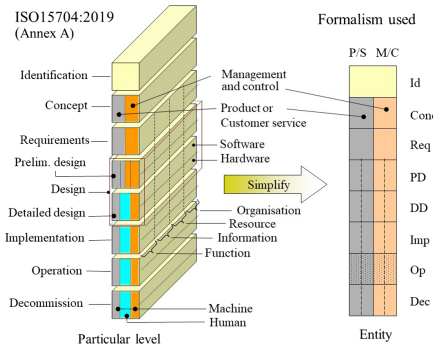 ISO15704:2019
(Annex A)
Formalism used
P/S M/C
Identification
Management
and control
Id
Concept
Product or
Customer service
Conc
Requirements
Software
Req
Prelim. design
Hardware
PD
Design
Simplify
Detailed design
Organisation
DD
Resource
Implementation
Information
Imp
Function
Operation
Op
Decommission
Machine
Dec
Human
Particular level
Entity